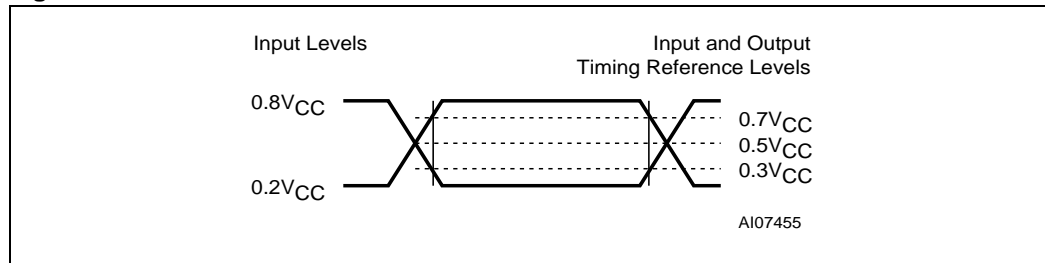 Input Levels
Input and Output
Timing Reference Levels
0.8VCC
0.7VCC
0.5VCC
0.3VCC
0.2VCC
AI07455